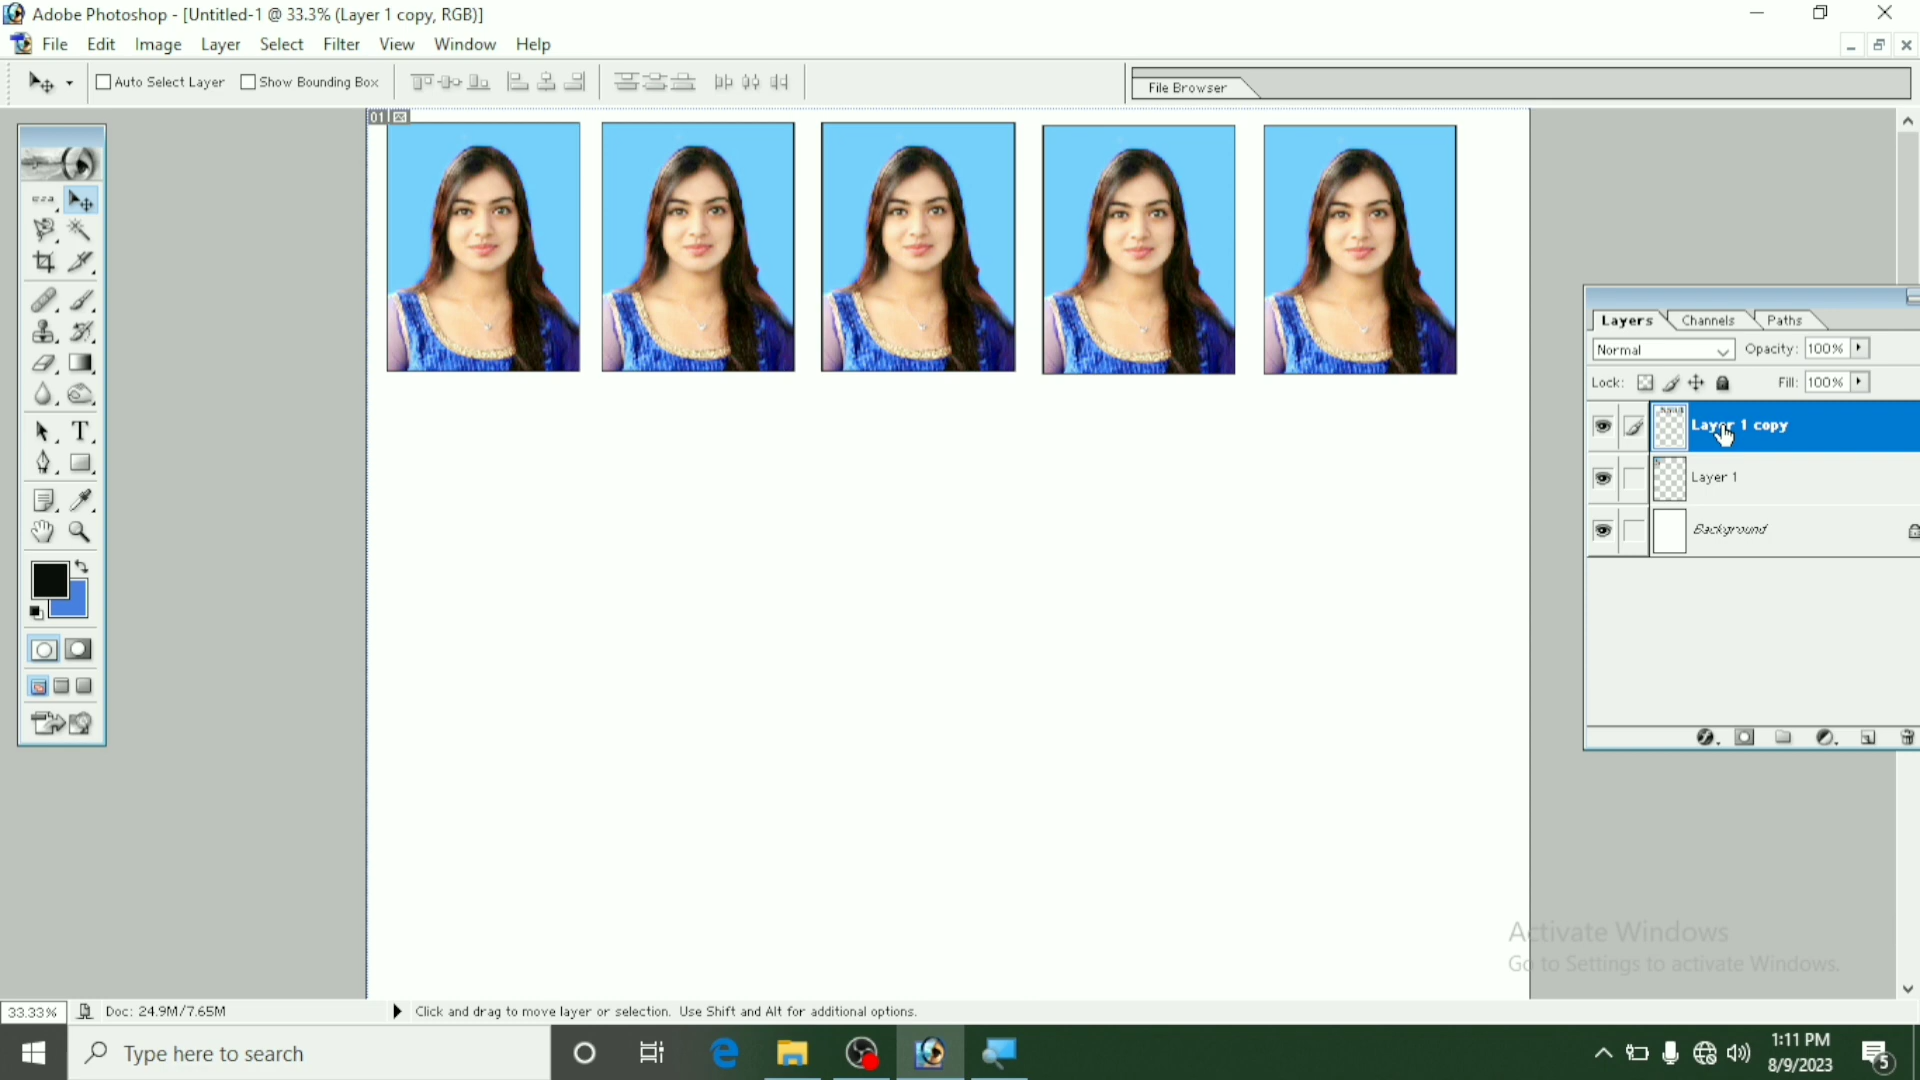 Adobe Photoshop - [Untitled-1 @ 33.3% (Layer 1 copy, RGB)]
File Edit Image Layer Select Filter View Window Help
Auto Select Layer Show Bounding Box
File Browser
01
Layers Channels Paths
Normal Opacity: 100%
Lock: Fill: 100%
Layer 1 copy
Layer 1
Background
T
Activate Windows
Go to Settings to activate Windows.
33.33% Doc: 24.9M/7.65M Click and drag to move layer or selection. Use Shift and Alt for additional options.
Type here to search
1:11 PM
8/9/2023
5